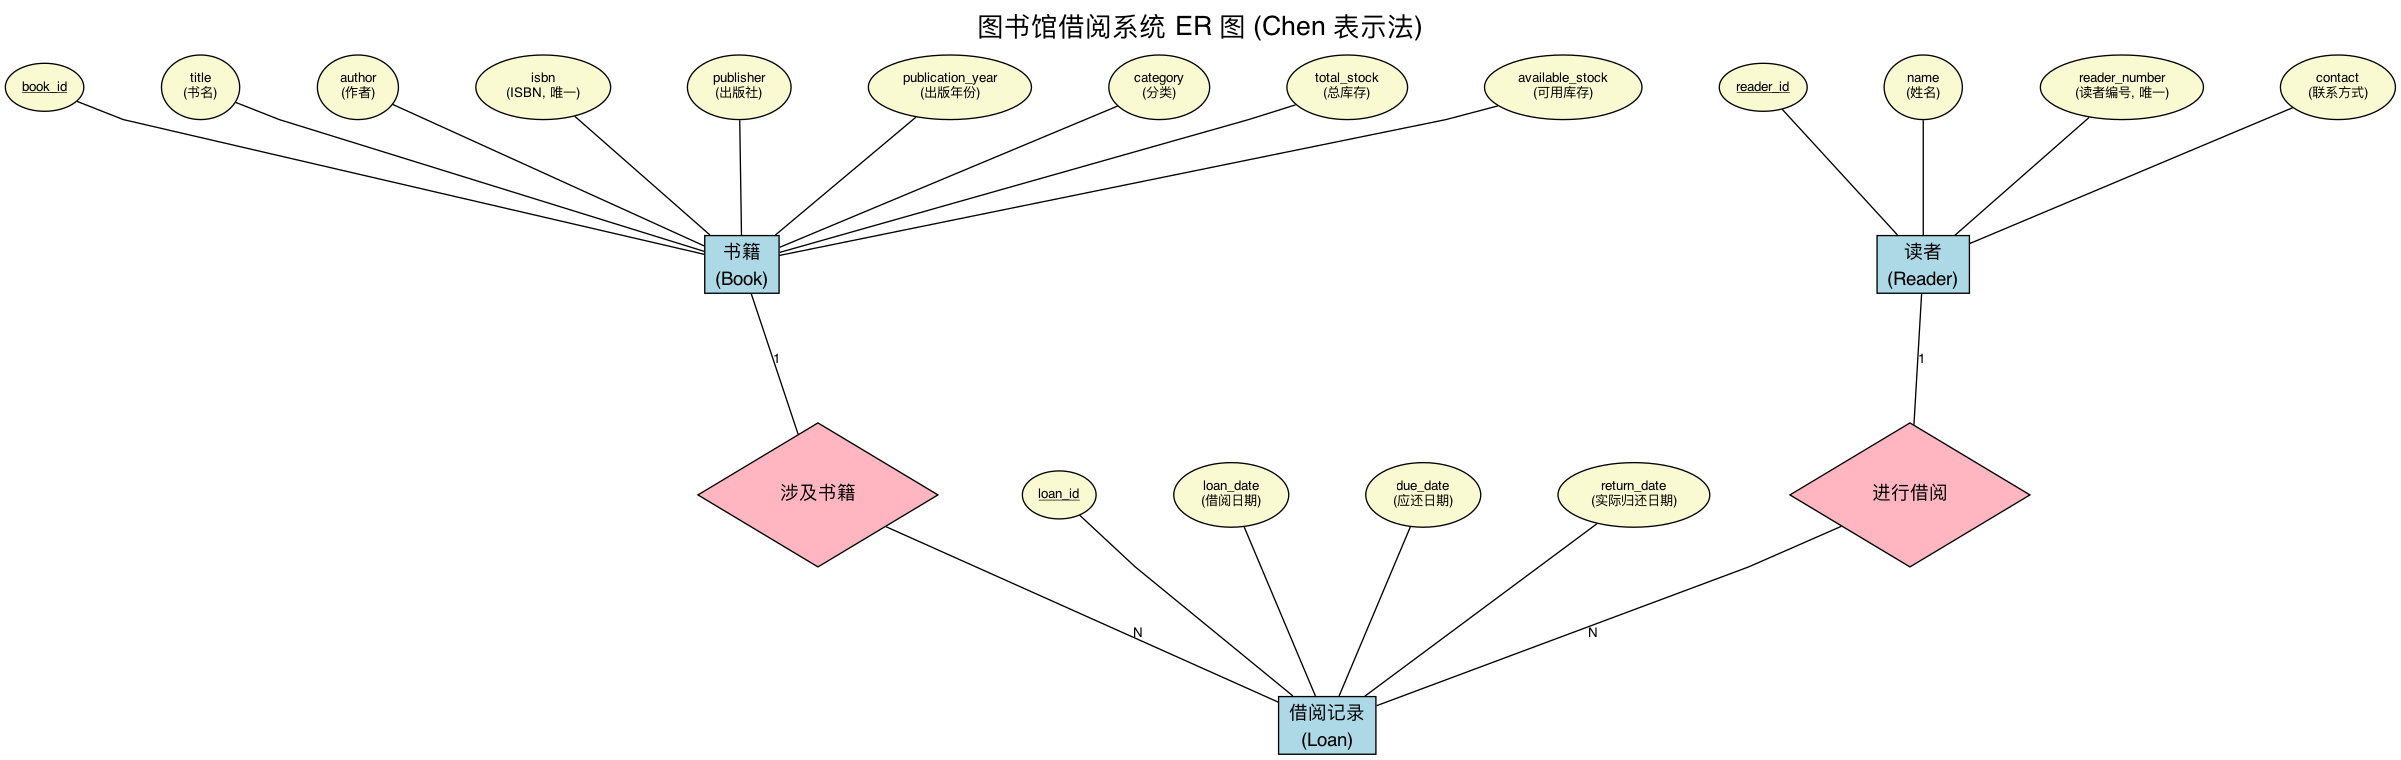 图书馆借阅系统 ER 图 (Chen 表示法)
book_id
title
(书名)
author
(作者)
isbn
(ISBN, 唯一)
publisher
(出版社)
publication_year
(出版年份)
category
(分类)
total_stock
(总库存)
available_stock
(可用库存)
reader_id
name
(姓名)
reader_number
(读者编号, 唯一)
contact
(联系方式)
书籍
(Book)
读者
(Reader)
1
1
涉及书籍
loan_id
loan_date
(借阅日期)
due_date
(应还日期)
return_date
(实际归还日期)
进行借阅
N
N
借阅记录
(Loan)